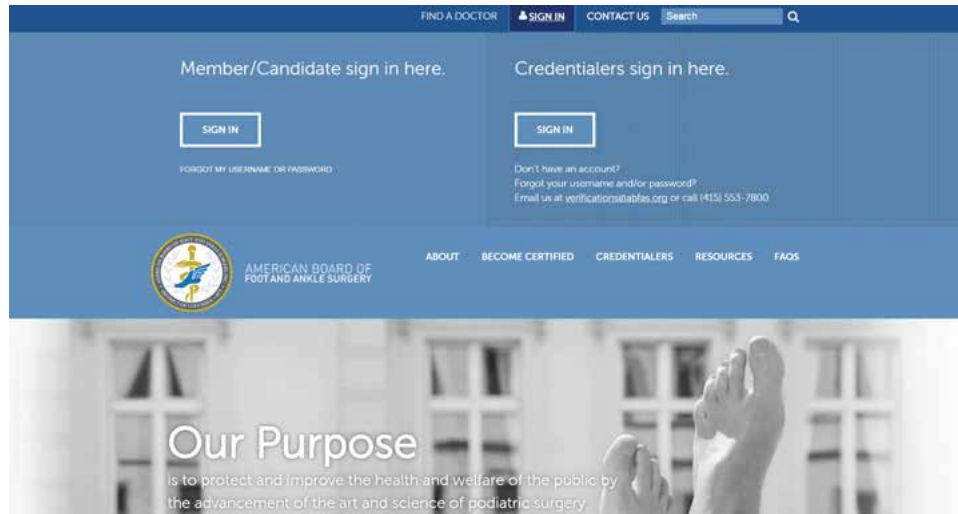 FIND A DOCTOR SIGN IN CONTACT US Search
Member/Candidate sign in here.
SIGN IN
FORGOT MY USERNAME OR PASSWORD
Credentialers sign in here.
SIGN IN
Don't have an account?
Forgot your username and/or password?
Email us at verifications@abfas.org or call (415) 553-7800
AMERICAN BOARD OF
FOOT AND ANKLE SURGERY
ABOUT BECOME CERTIFIED CREDENTIALERS RESOURCES FAQS
Our Purpose
is to protect and improve the health and welfare of the public by
the advancement of the art and science of podiatric surgery.